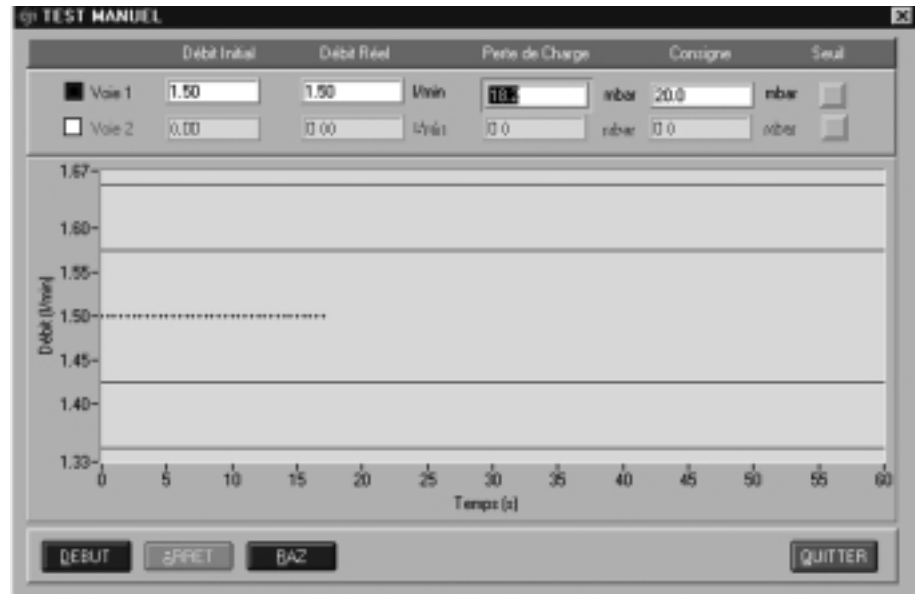 TEST MANUEL
Débit Initial Débit Réel Perte de Charge Consigne Seuil
Voie 1 1.50 1.50 l/min mbar 20.0 mbar
Voie 2 0.00 0.00 l/min 0.0 mbar 0.0 mbar
1.67
1.60
1.55
1.50
1.45
1.40
1.33
Débit (l/min)
0 5 10 15 20 25 30 35 40 45 50 55 60
Temps (s)
DEBUT ARRET RAZ QUITTER